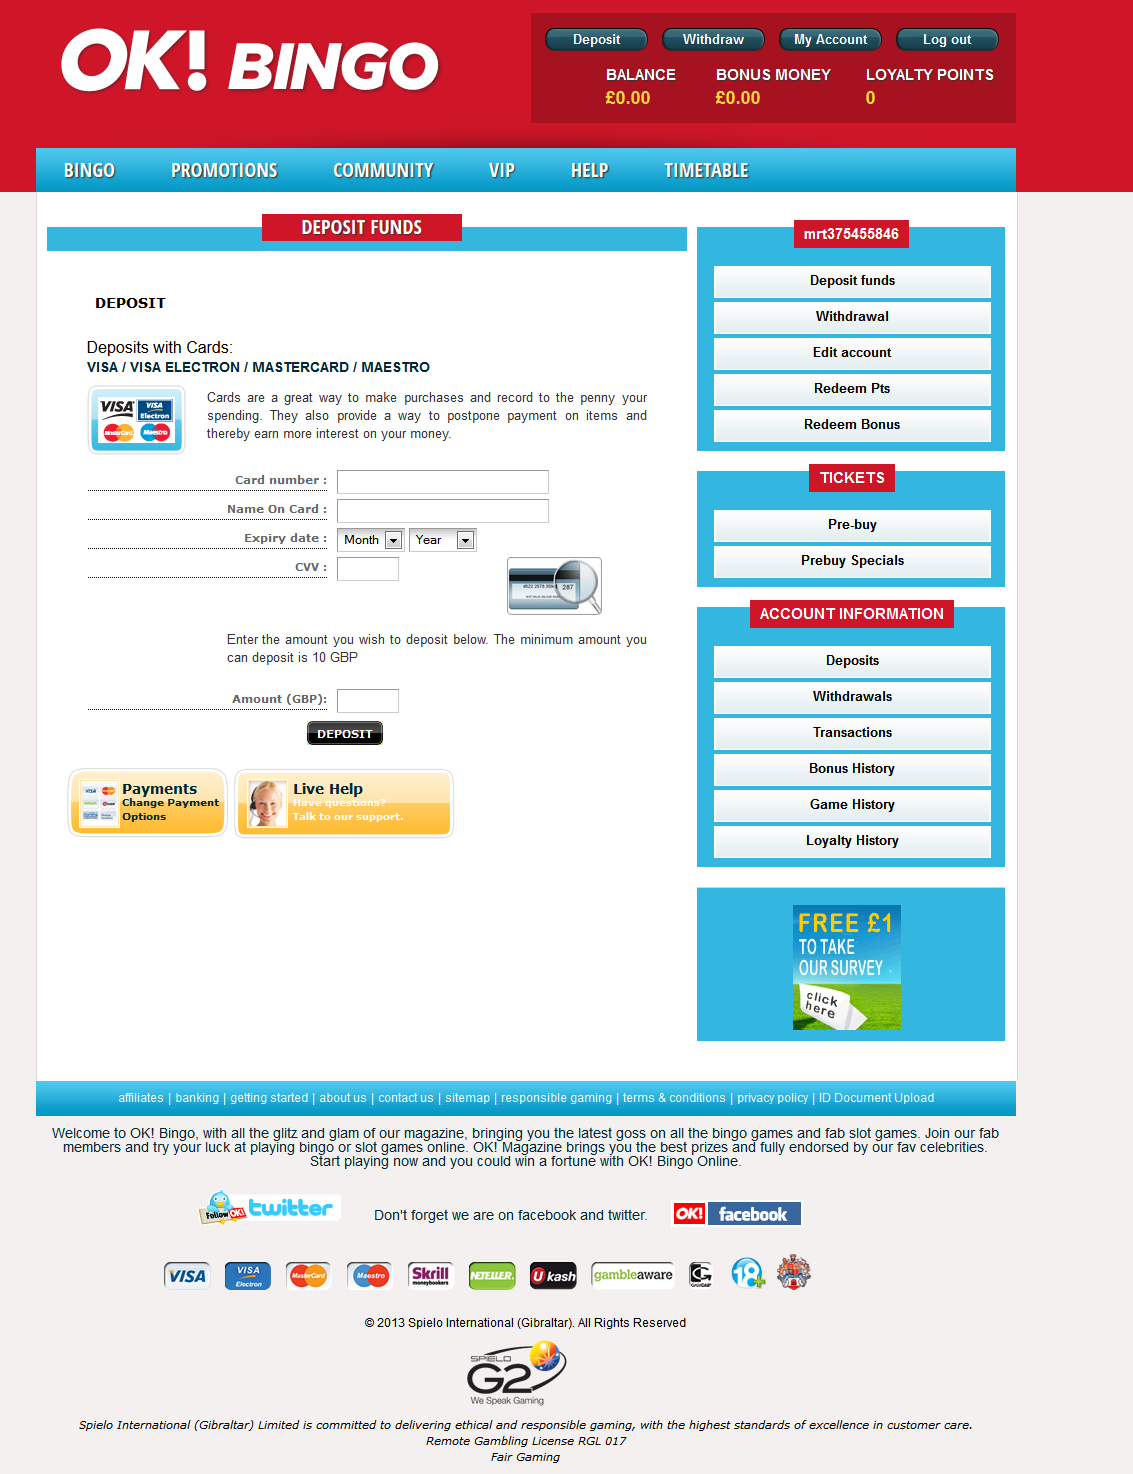 OK! BINGO
Deposit Withdraw My Account Log out
BALANCE BONUS MONEY LOYALTY POINTS
£0.00 £0.00 0
BINGO PROMOTIONS COMMUNITY VIP HELP TIMETABLE
DEPOSIT FUNDS
DEPOSIT
Deposits with Cards:
VISA / VISA ELECTRON / MASTERCARD / MAESTRO
VISA VISA Electron
MasterCard Maestro
Cards are a great way to make purchases and record to the penny your
spending. They also provide a way to postpone payment on items and
thereby earn more interest on your money.
Card number :
Name On Card :
Expiry date : Month Year
CVV :
287
Enter the amount you wish to deposit below. The minimum amount you
can deposit is 10 GBP
Amount (GBP):
DEPOSIT
Payments
Change Payment
Options
Live Help
Have questions?
Talk to our support.
mrt375455846
Deposit funds
Withdrawal
Edit account
Redeem Pts
Redeem Bonus
TICKETS
Pre-buy
Prebuy Specials
ACCOUNT INFORMATION
Deposits
Withdrawals
Transactions
Bonus History
Game History
Loyalty History
FREE £1
TO TAKE
OUR SURVEY
click
here
affiliates | banking | getting started | about us | contact us | sitemap | responsible gaming | terms & conditions | privacy policy | ID Document Upload
Welcome to OK! Bingo, with all the glitz and glam of our magazine, bringing you the latest goss on all the bingo games and fab slot games. Join our fab
members and try your luck at playing bingo or slot games online. OK! Magazine brings you the best prizes and fully endorsed by our fav celebrities.
Start playing now and you could win a fortune with OK! Bingo Online.
Follow OK! twitter Don't forget we are on facebook and twitter. OK! facebook
VISA VISA Electron MasterCard Maestro Skrill moneybookers NETELLER Ukash gambleaware GAMCARE 18+
© 2013 Spielo International (Gibraltar). All Rights Reserved
SPIELO
G2
We Speak Gaming
Spielo International (Gibraltar) Limited is committed to delivering ethical and responsible gaming, with the highest standards of excellence in customer care.
Remote Gambling License RGL 017
Fair Gaming